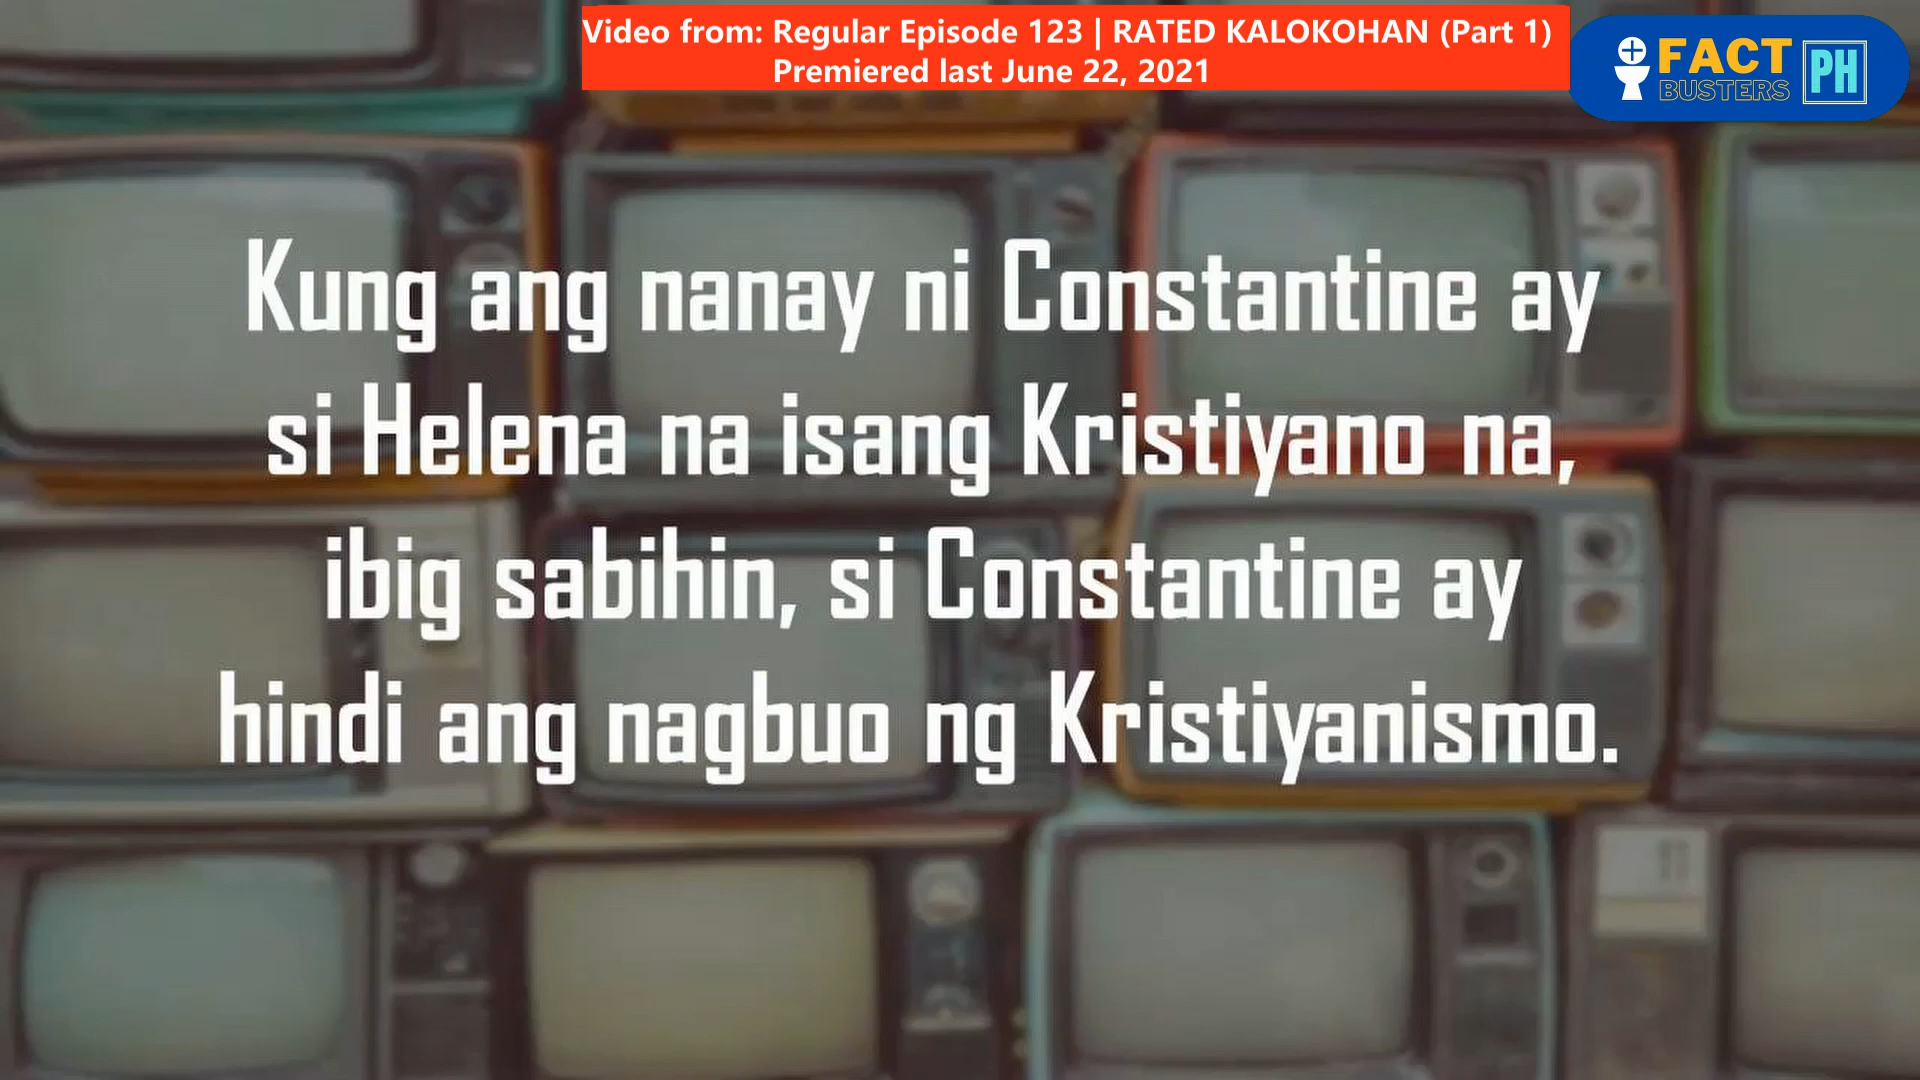 Video from: Regular Episode 123 | RATED KALOKOHAN (Part 1)
Premiered last June 22, 2021
FACT
BUSTERS
PH
Kung ang nanay ni Constantine ay
si Helena na isang Kristiyano na,
ibig sabihin, si Constantine ay
hindi ang nagbuo ng Kristiyanismo.